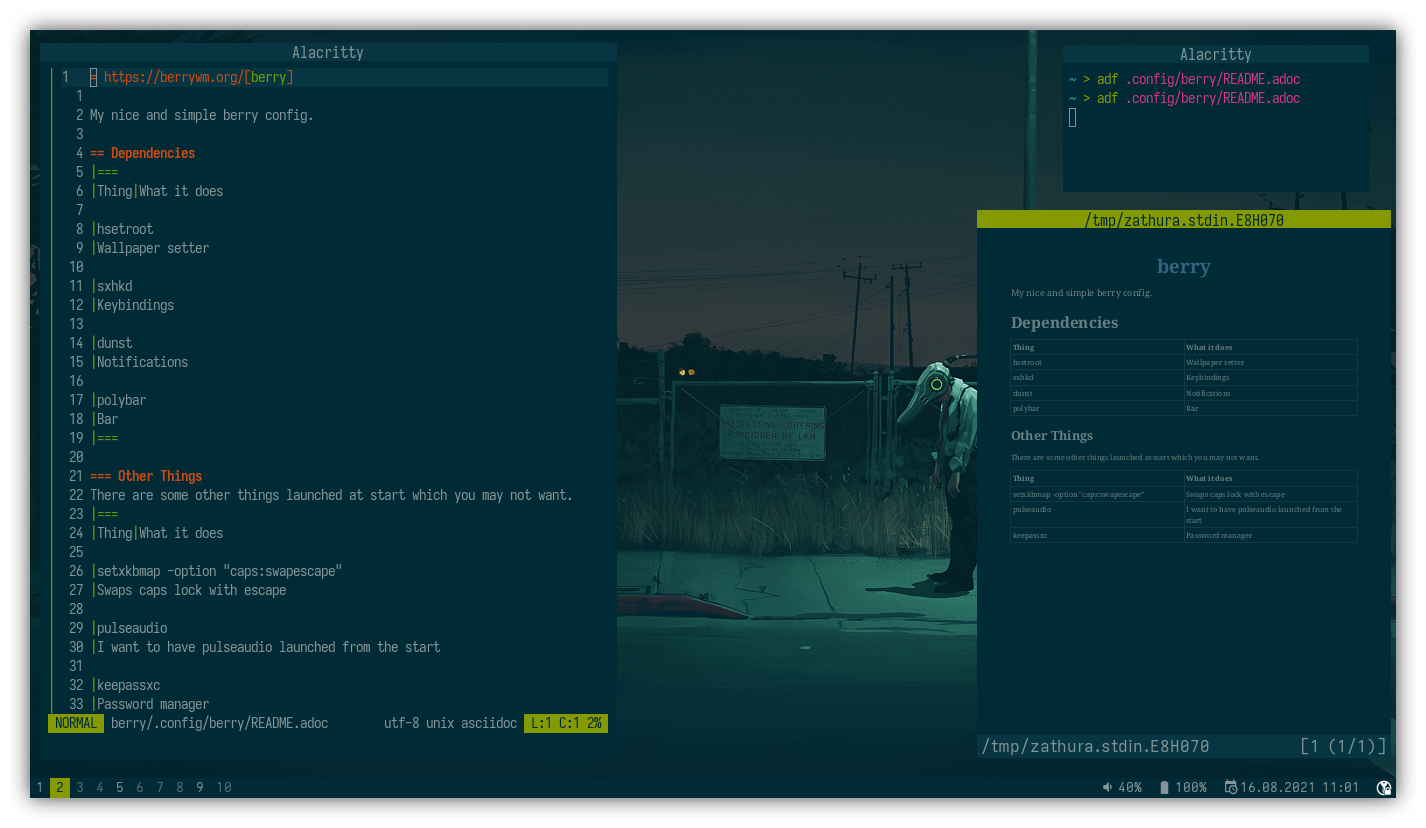 Alacritty
1 = https://berrywm.org/[berry]
1
2 My nice and simple berry config.
3
4 == Dependencies
5 |===
6 |Thing|What it does
7
8 |hsetroot
9 |Wallpaper setter
10
11 |sxhkd
12 |Keybindings
13
14 |dunst
15 |Notifications
16
17 |polybar
18 |Bar
19 |===
20
21 === Other Things
22 There are some other things launched at start which you may not want.
23 |===
24 |Thing|What it does
25
26 |setxkbmap -option "caps:swapescape"
27 |Swaps caps lock with escape
28
29 |pulseaudio
30 |I want to have pulseaudio launched from the start
31
32 |keepassxc
33 |Password manager
NORMAL berry/.config/berry/README.adoc utf-8 unix asciidoc L:1 C:1 2%
Alacritty
~ > adf .config/berry/README.adoc
~ > adf .config/berry/README.adoc
TRESPASSING-LOITERING
FORBIDDEN BY LAW
/tmp/zathura.stdin.E8H070
berry
My nice and simple berry config.
Dependencies
Thing What it does
hsetroot Wallpaper setter
sxhkd Keybindings
dunst Notifications
polybar Bar
Other Things
There are some other things launched at start which you may not want.
Thing What it does
setxkbmap -option "caps:swapescape" Swaps caps lock with escape
pulseaudio I want to have pulseaudio launched from the
start
keepassxc Password manager
/tmp/zathura.stdin.E8H070 [1 (1/1)]
1 2 3 4 5 6 7 8 9 10 40% 100% 16.08.2021 11:01